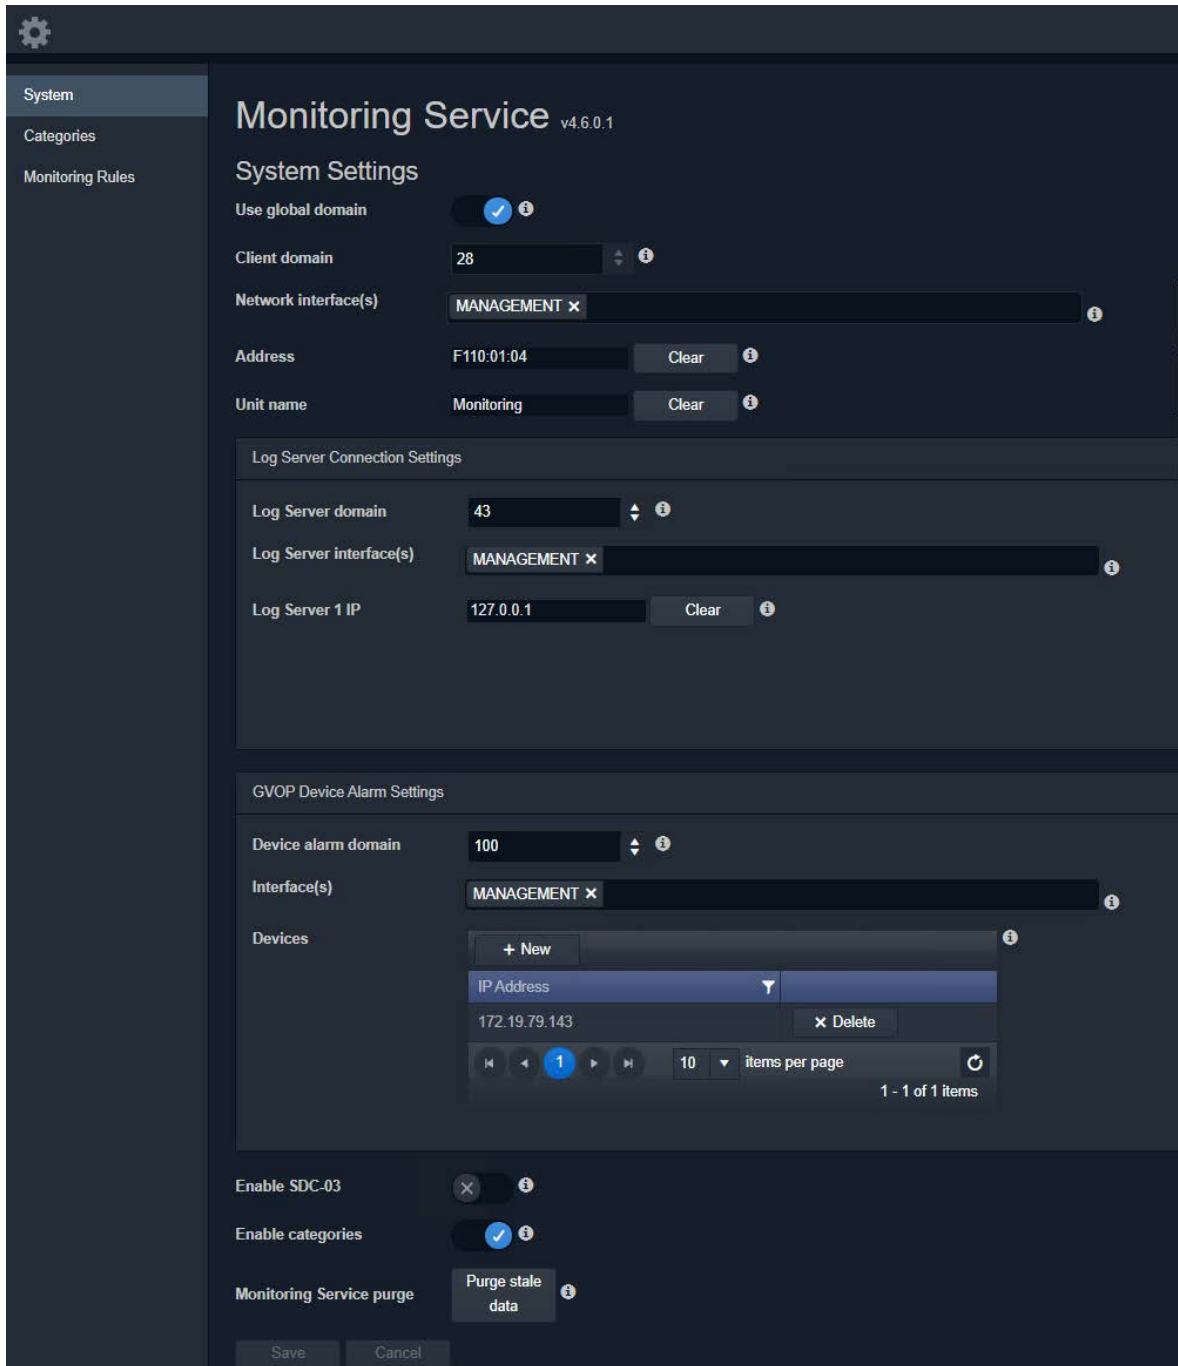 System
Categories
Monitoring Rules
Monitoring Service v4.6.0.1
System Settings
Use global domain
Client domain 28
Network interface(s) MANAGEMENT ×
Address F110:01:04 Clear
Unit name Monitoring Clear
Log Server Connection Settings
Log Server domain 43
Log Server interface(s) MANAGEMENT ×
Log Server 1 IP 127.0.0.1 Clear
GVOP Device Alarm Settings
Device alarm domain 100
Interface(s) MANAGEMENT ×
Devices
+ New
IP Address
172.19.79.143 × Delete
1 10 items per page
1 - 1 of 1 items
Enable SDC-03
Enable categories
Monitoring Service purge Purge stale
data
Save Cancel